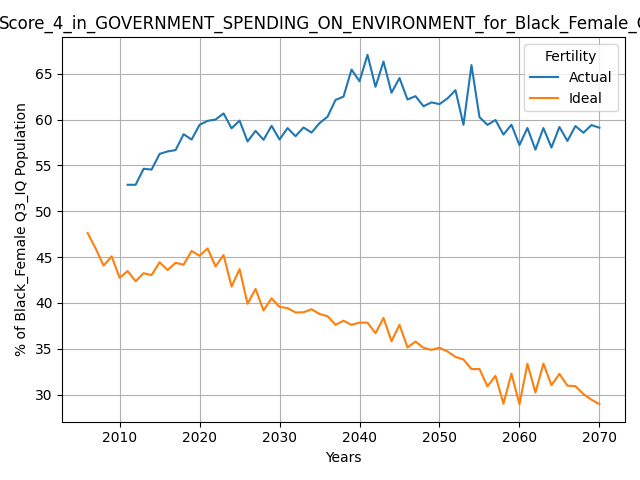 Score_4_in_GOVERNMENT_SPENDING_ON_ENVIRONMENT_for_Black_Female_
Fertility
Actual
Ideal
65
60
55
50
45
40
35
30
% of Black_Female Q3_IQ Population
2010 2020 2030 2040 2050 2060 2070
Years